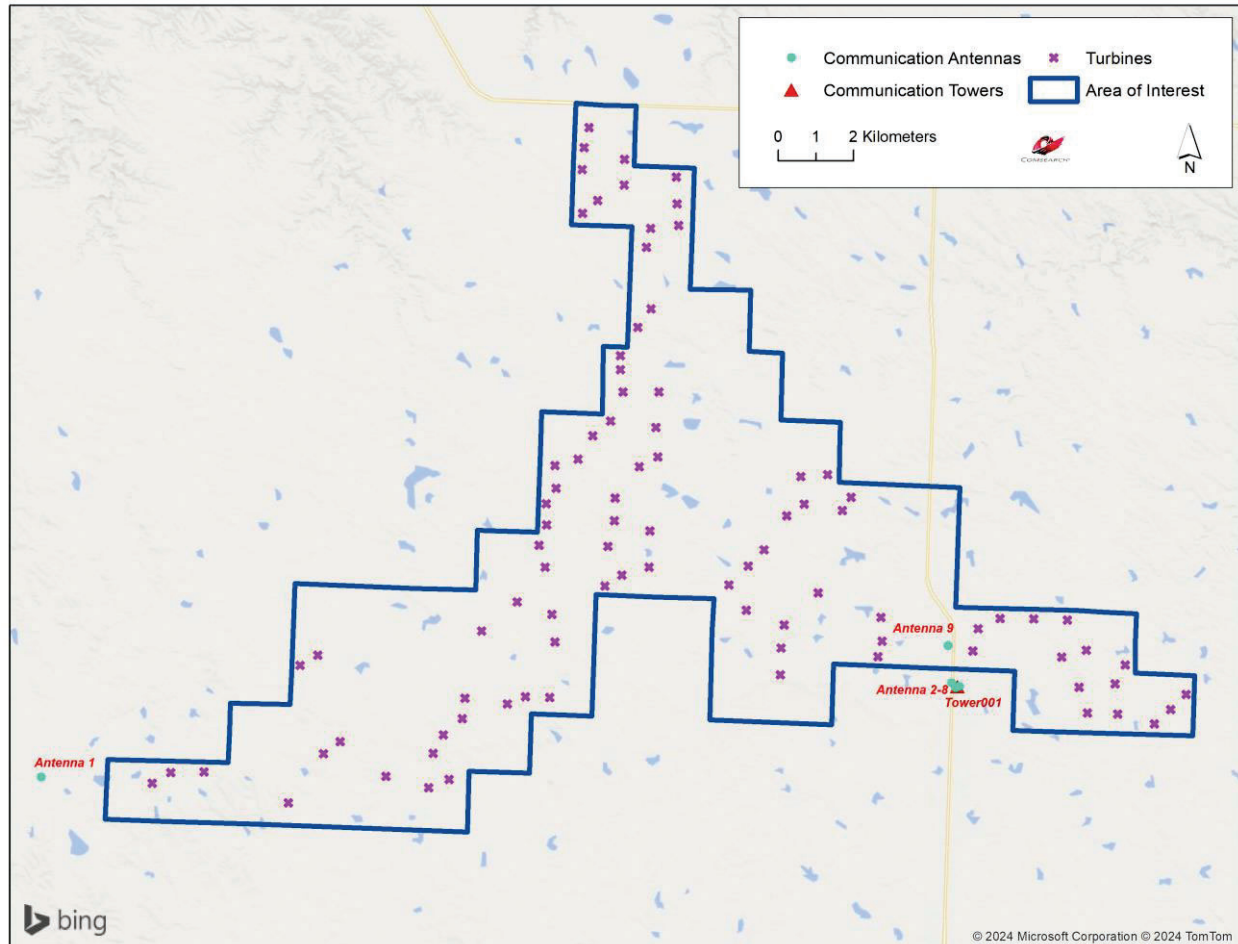 Communication Antennas
Turbines
Communication Towers
Area of Interest
0 1 2 Kilometers
COMSEARCH
N
Antenna 9
Antenna 2-8
Tower001
Antenna 1
bing
© 2024 Microsoft Corporation © 2024 TomTom